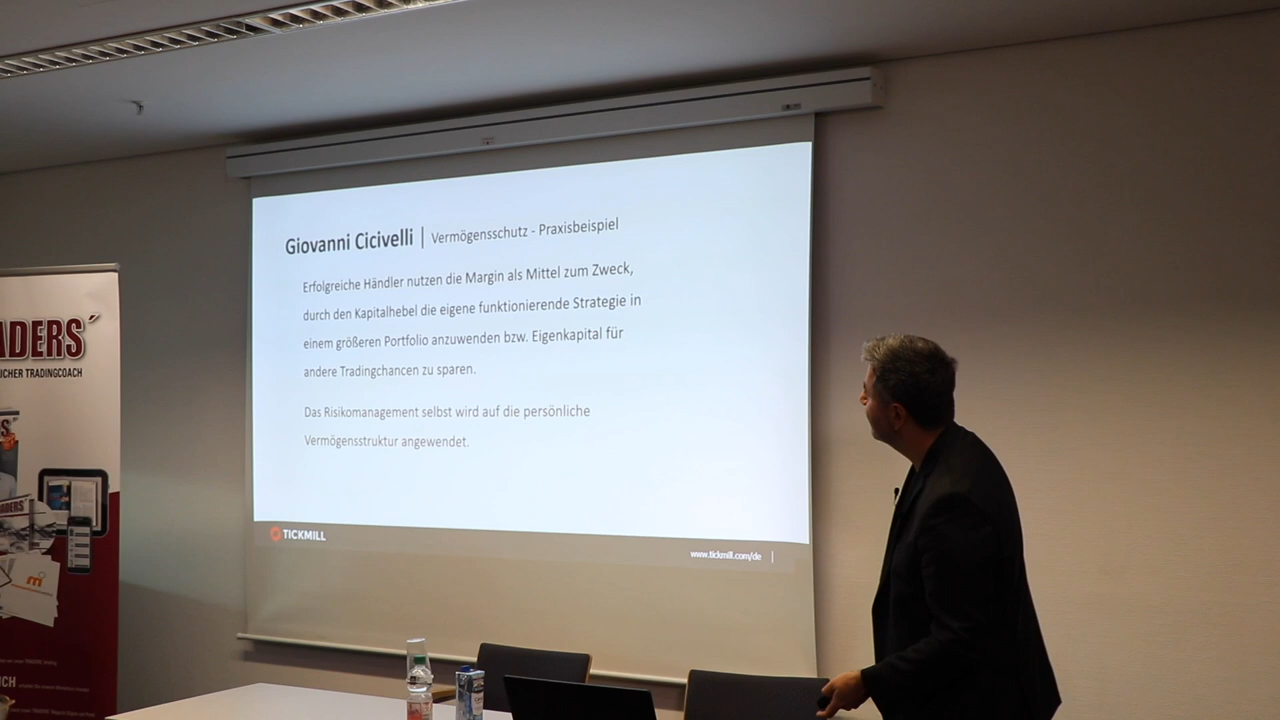 Giovanni Cicivelli | Vermögensschutz - Praxisbeispiel
Erfolgreiche Händler nutzen die Margin als Mittel zum Zweck,
durch den Kapitalhebel die eigene funktionierende Strategie in
einem größeren Portfolio anzuwenden bzw. Eigenkapital für
andere Tradingchancen zu sparen.
Das Risikomanagement selbst wird auf die persönliche
Vermögensstruktur angewendet.
TICKMILL
www.tickmill.com/de |
ADERS´
ICHER TRADINGCOACH